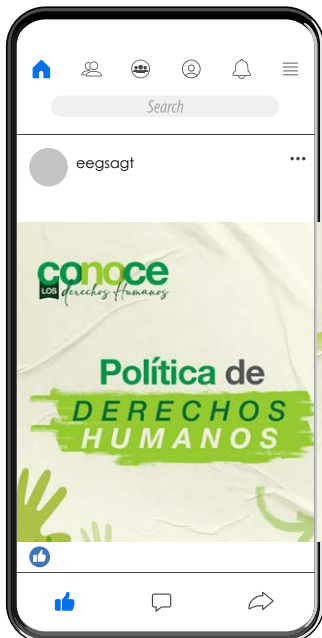 Search
eegsagt
conoce
LOS derechos Humanos
Política de
DERECHOS
HUMANOS